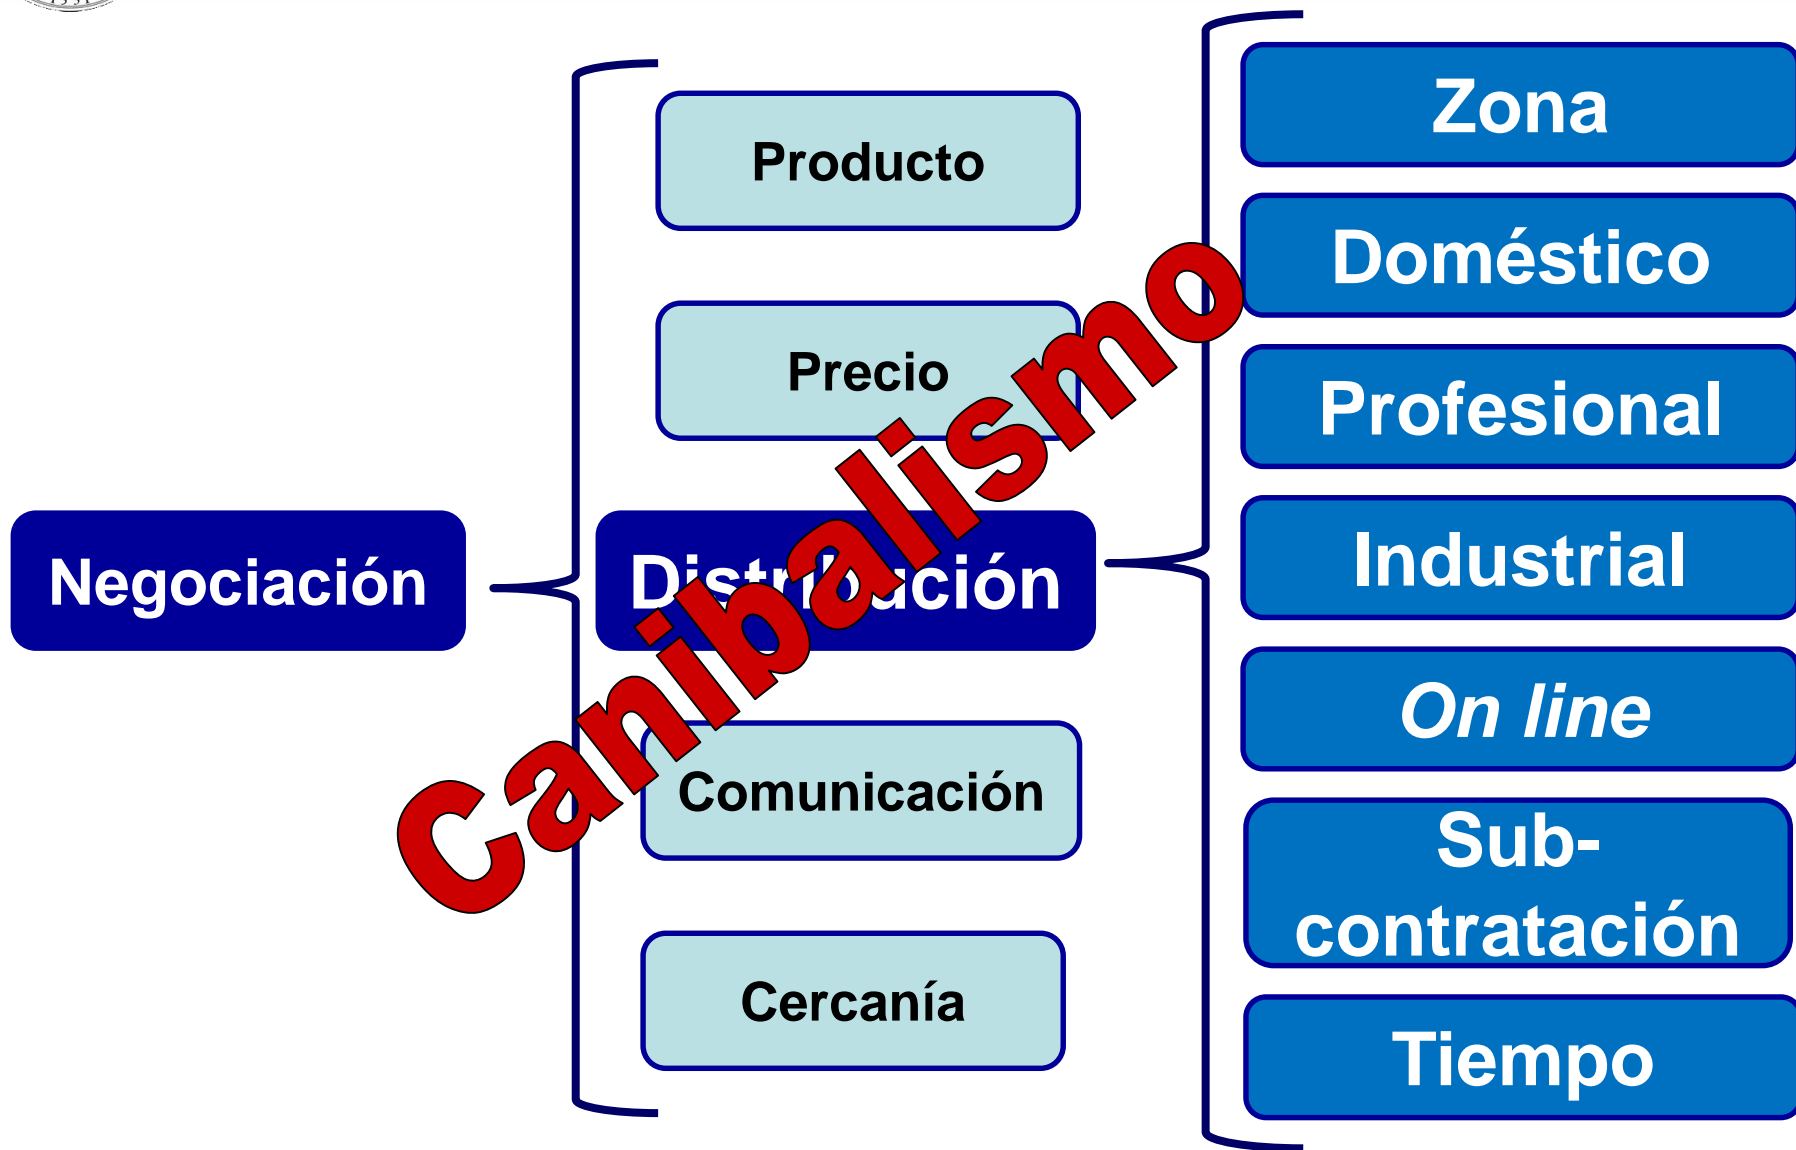 Negociación
Producto
Precio
Distribución
Comunicación
Cercanía
Zona
Doméstico
Profesional
Industrial
On line
Sub-
contratación
Tiempo
Canibalismo